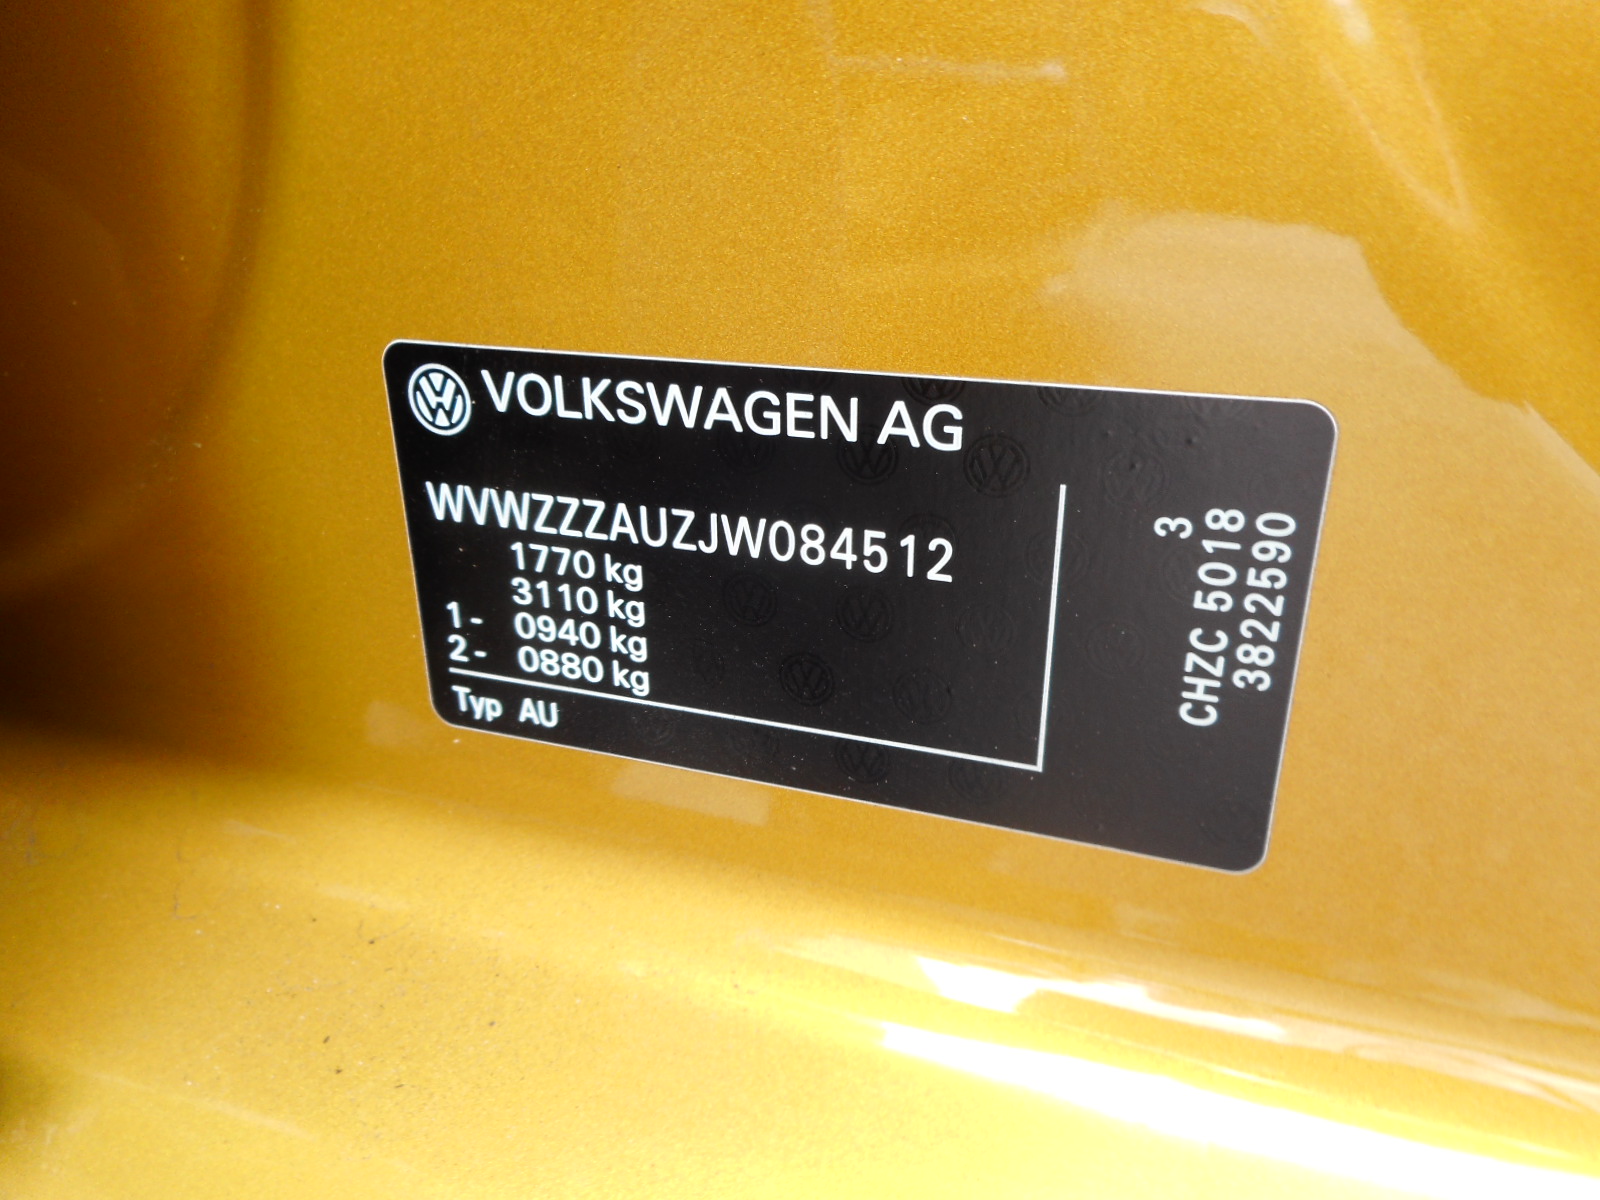 VOLKSWAGEN AG
WVWZZZAUZJW084512
1770 kg
3110 kg
1- 0940 kg
2- 0880 kg
Typ AU
3
CHZC 5018
3822590